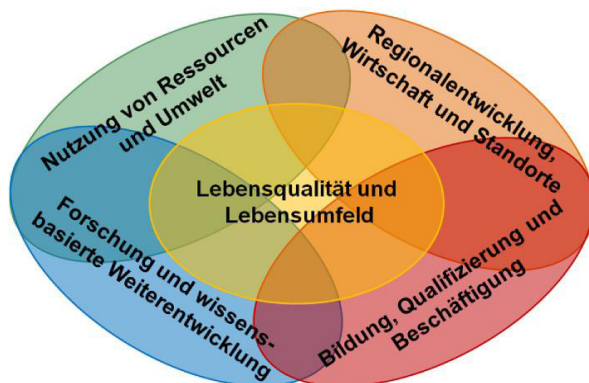 Nutzung von Ressourcen
und Umwelt
Regionalentwicklung,
Wirtschaft und Standorte
Lebensqualität und
Lebensumfeld
Forschung und wissens-
basierte Weiterentwicklung
Bildung, Qualifizierung und
Beschäftigung